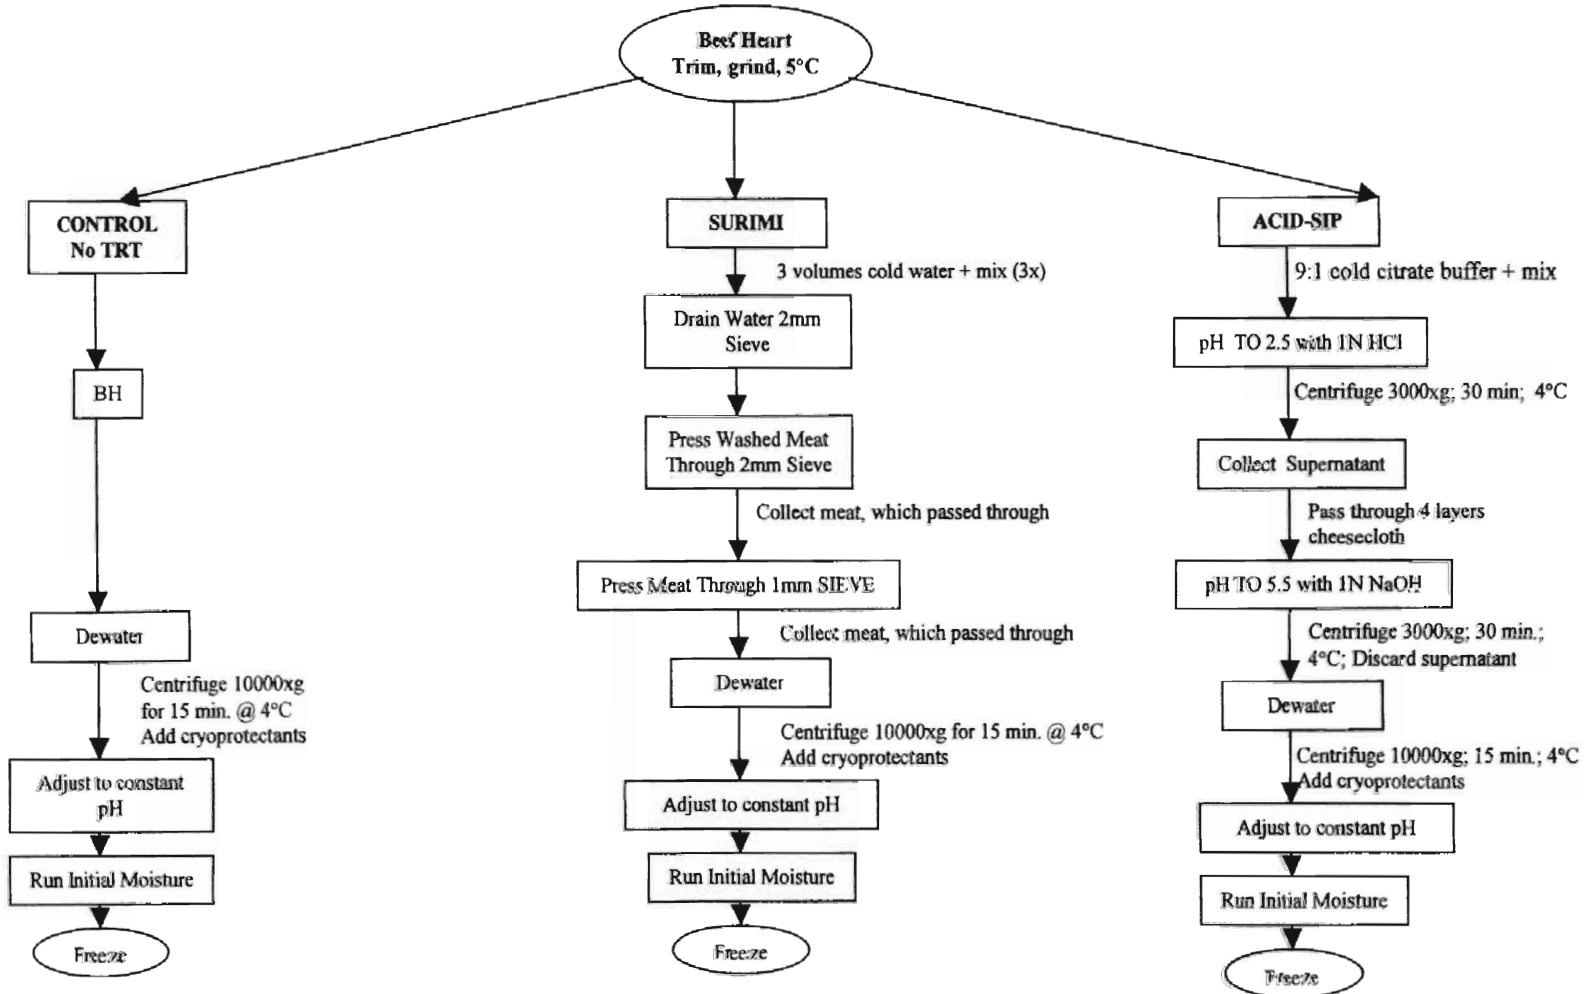 Beef Heart
Trim, grind, 5°C
CONTROL
No TRT
BH
Dewater
Centrifuge 10000xg
for 15 min. @ 4°C
Add cryoprotectants
Adjust to constant
pH
Run Initial Moisture
Freeze
SURIMI
3 volumes cold water + mix (3x)
Drain Water 2mm
Sieve
Press Washed Meat
Through 2mm Sieve
Collect meat, which passed through
Press Meat Through 1mm SIEVE
Collect meat, which passed through
Dewater
Centrifuge 10000xg for 15 min. @ 4°C
Add cryoprotectants
Adjust to constant pH
Run Initial Moisture
Freeze
ACID-SIP
9:1 cold citrate buffer + mix
pH TO 2.5 with 1N HCl
Centrifuge 3000xg; 30 min; 4°C
Collect Supernatant
Pass through 4 layers
cheesecloth
pH TO 5.5 with 1N NaOH
Centrifuge 3000xg; 30 min.;
4°C; Discard supernatant
Dewater
Centrifuge 10000xg; 15 min.; 4°C
Add cryoprotectants
Adjust to constant pH
Run Initial Moisture
Freeze